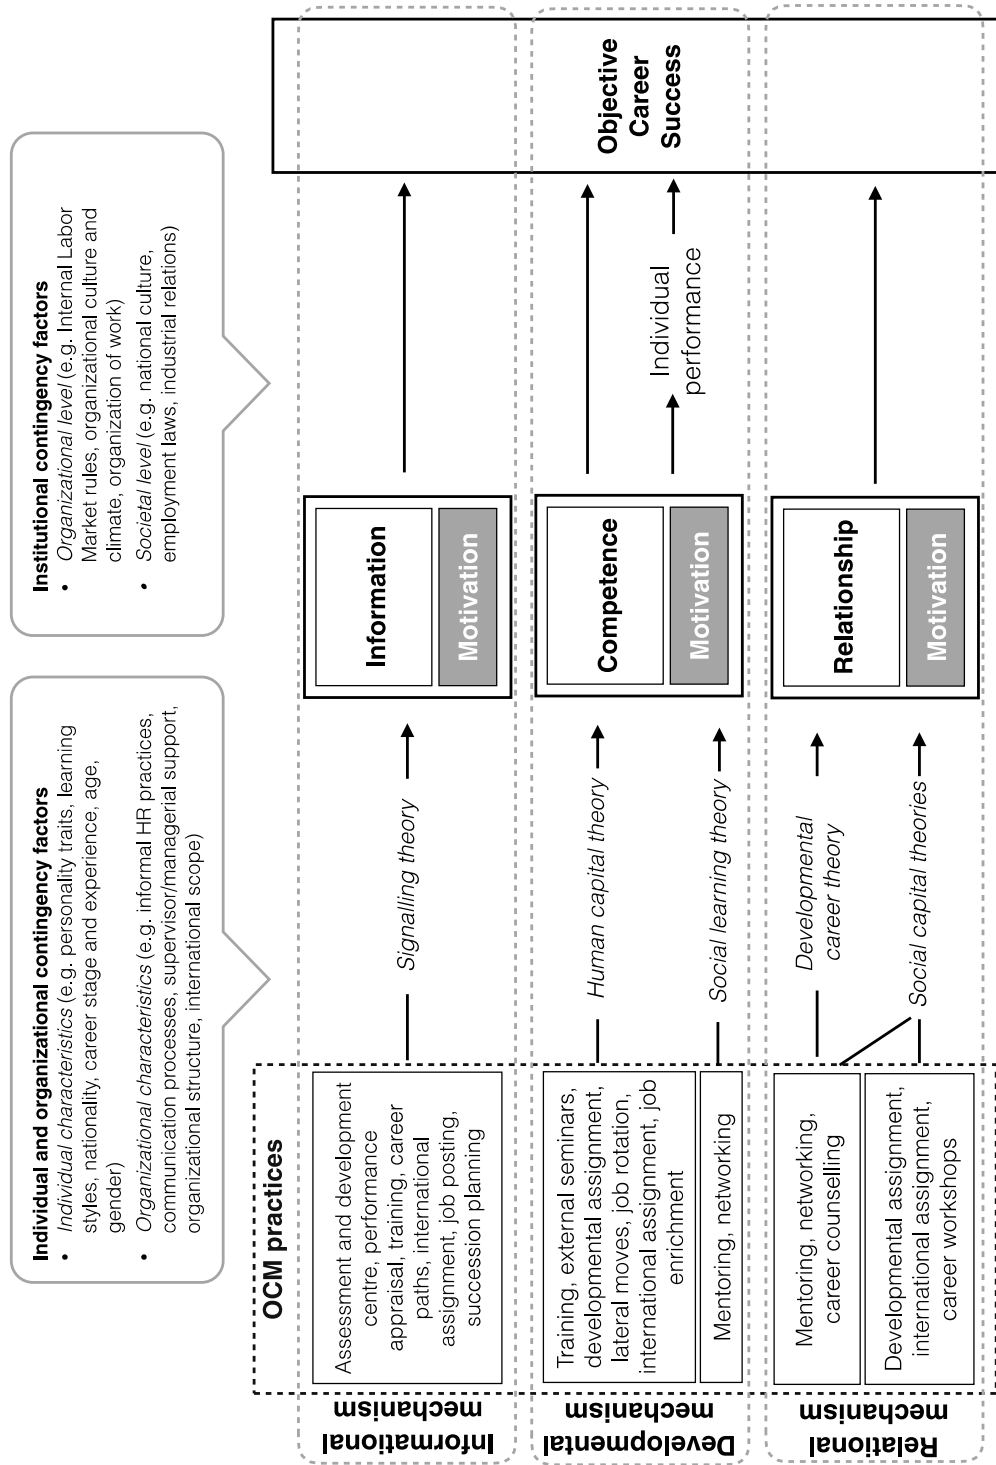 Individual and organizational contingency factors
• Individual characteristics (e.g. personality traits, learning
styles, nationality, career stage and experience, age,
gender)
• Organizational characteristics (e.g. informal HR practices,
communication processes, supervisor/managerial support,
organizational structure, international scope)
Institutional contingency factors
• Organizational level (e.g. Internal Labor
Market rules, organizational culture and
climate, organization of work)
• Societal level (e.g. national culture,
employment laws, industrial relations)
OCM practices
Informational
mechanism
Assessment and development
centre, performance
appraisal, training, career
paths, international
assignment, job posting,
succession planning
Signalling theory
Information
Motivation
Developmental
mechanism
Training, external seminars,
developmental assignment,
lateral moves, job rotation,
international assignment, job
enrichment
Mentoring, networking
Human capital theory
Social learning theory
Competence
Motivation
Individual
performance
Objective
Career
Success
Relational
mechanism
Mentoring, networking,
career counselling
Developmental assignment,
international assignment,
career workshops
Developmental
career theory
Social capital theories
Relationship
Motivation